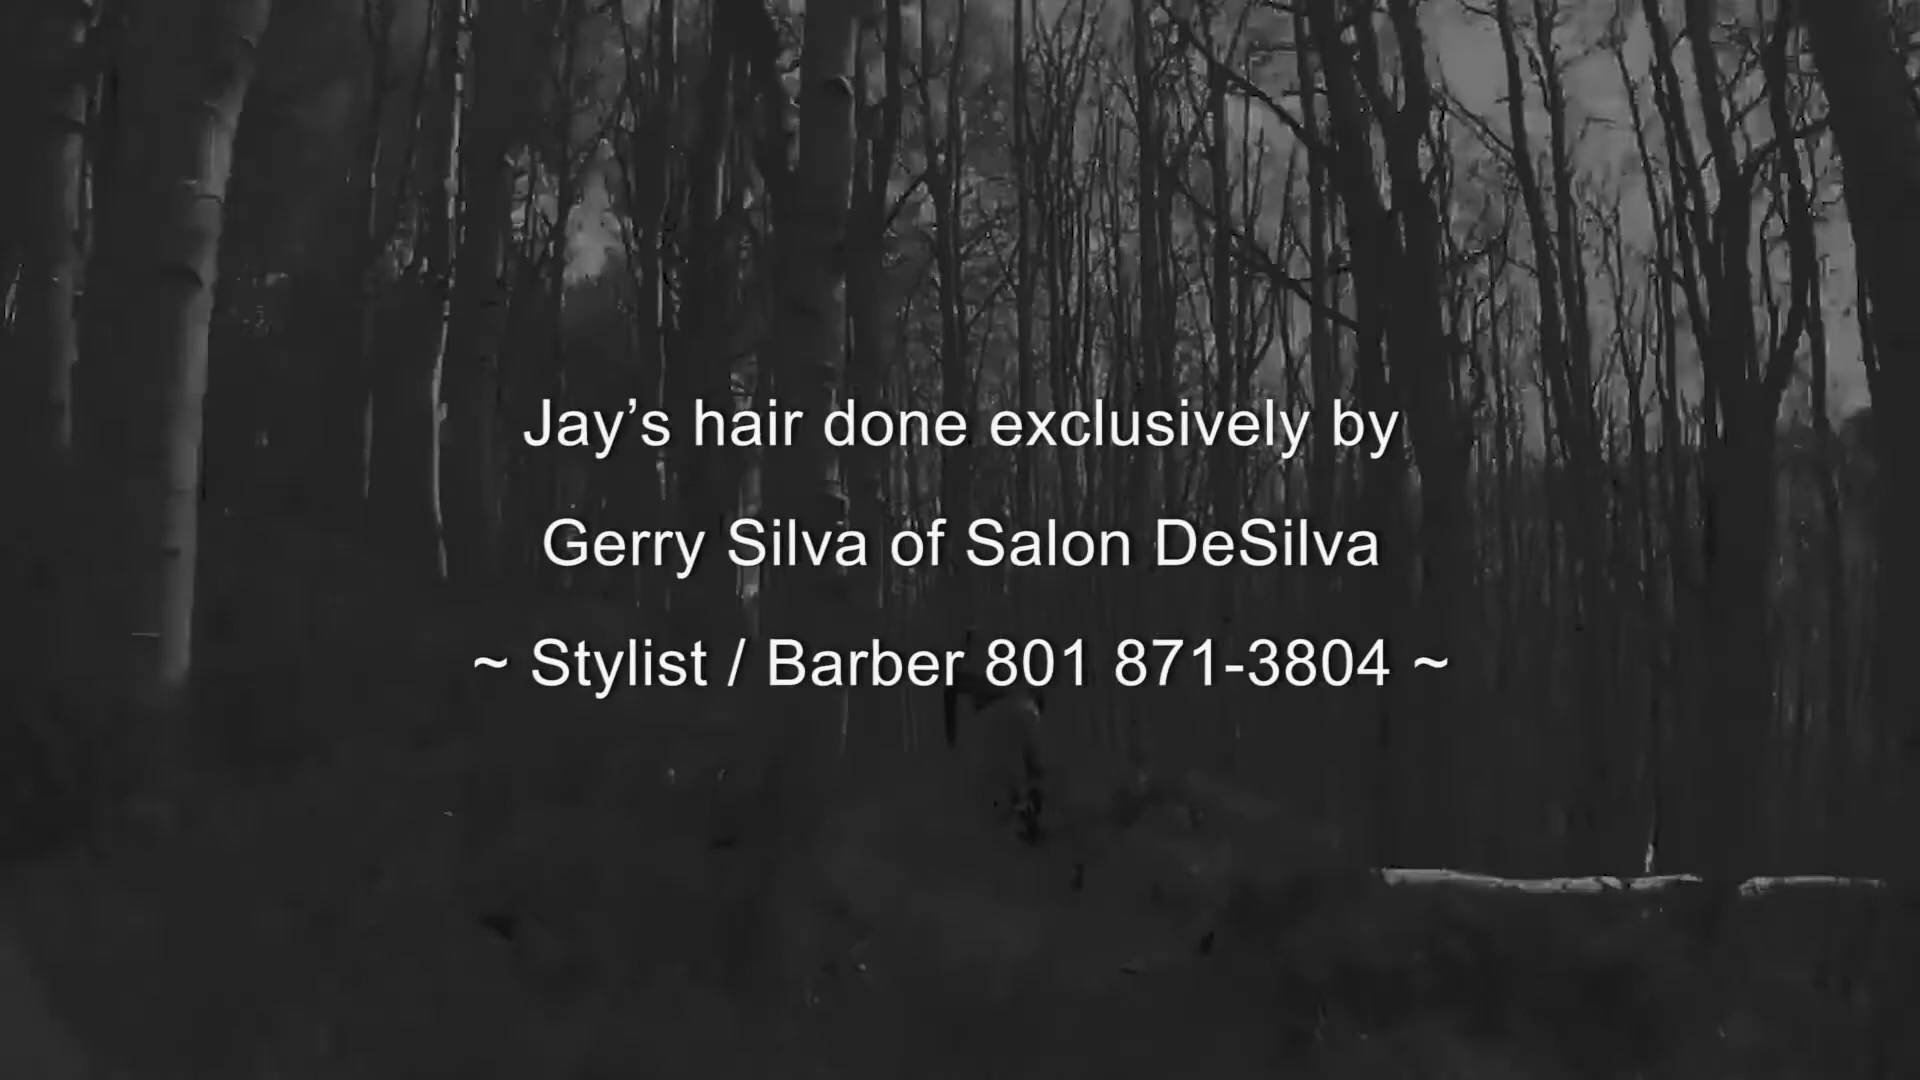 Jay’s hair done exclusively by
Gerry Silva of Salon DeSilva
~ Stylist / Barber 801 871-3804 ~